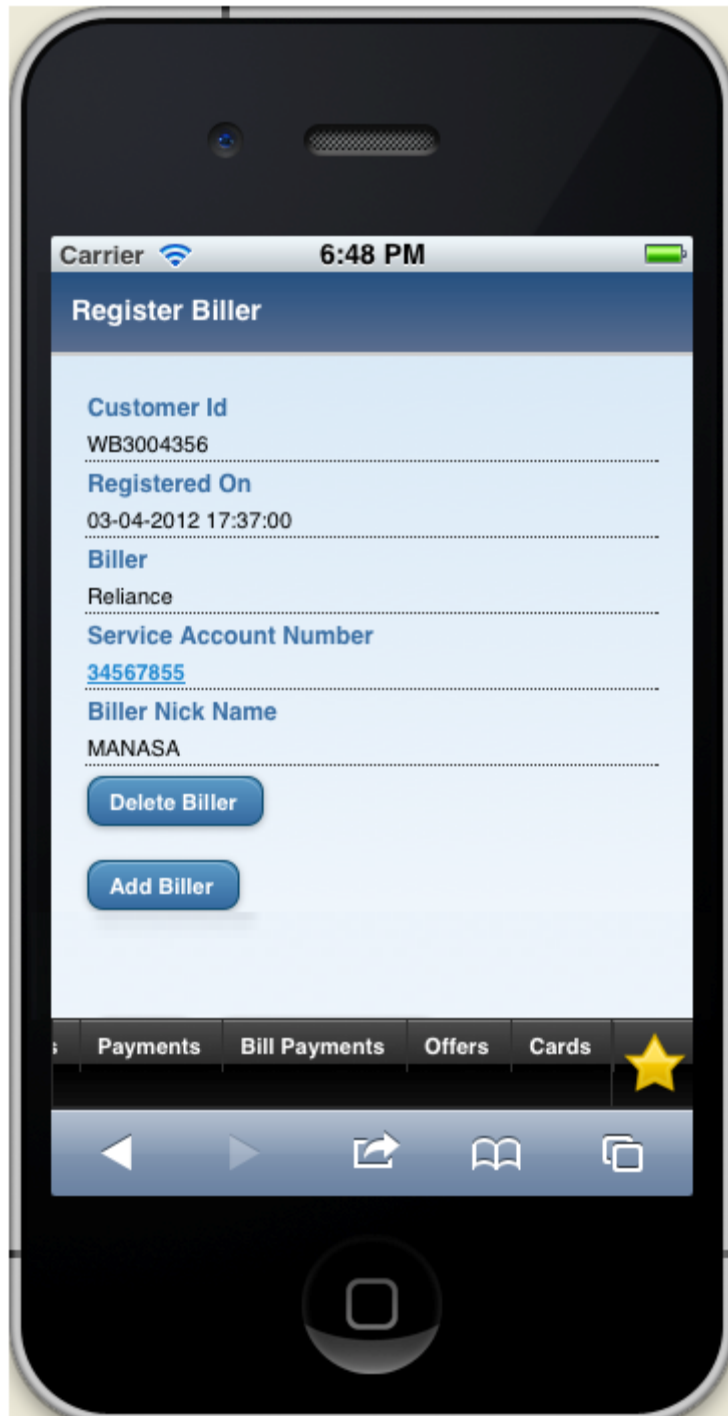 Carrier 6:48 PM
Register Biller
Customer Id
WB3004356
Registered On
03-04-2012 17:37:00
Biller
Reliance
Service Account Number
34567855
Biller Nick Name
MANASA
Delete Biller
Add Biller
s Payments Bill Payments Offers Cards